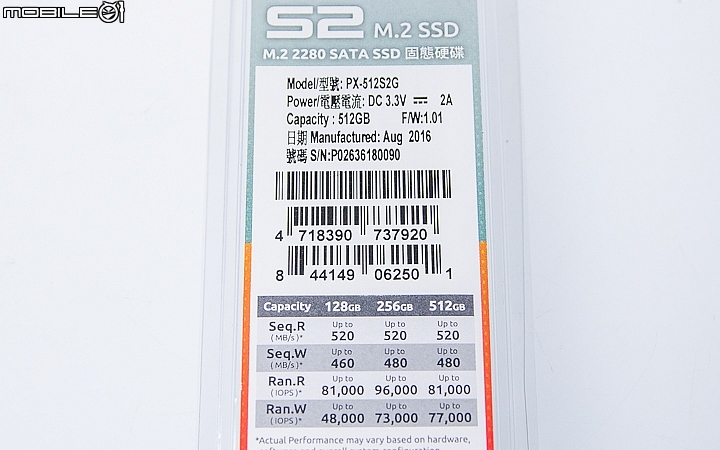 MOBILE01
S2 M.2 SSD
M.2 2280 SATA SSD 固態硬碟
Model/型號: PX-512S2G
Power/電壓電流: DC 3.3V ⎓ 2A
Capacity : 512GB F/W:1.01
日期 Manufactured: Aug 2016
號碼 S/N:P02636180090
4 718390 737920
8 44149 06250 1
Capacity 128GB 256GB 512GB
Seq.R (MB/s)* Up to 520 Up to 520 Up to 520
Seq.W (MB/s)* Up to 460 Up to 480 Up to 480
Ran.R (IOPS)* Up to 81,000 Up to 96,000 Up to 81,000
Ran.W (IOPS)* Up to 48,000 Up to 73,000 Up to 77,000
*Actual Performance may vary based on hardware,